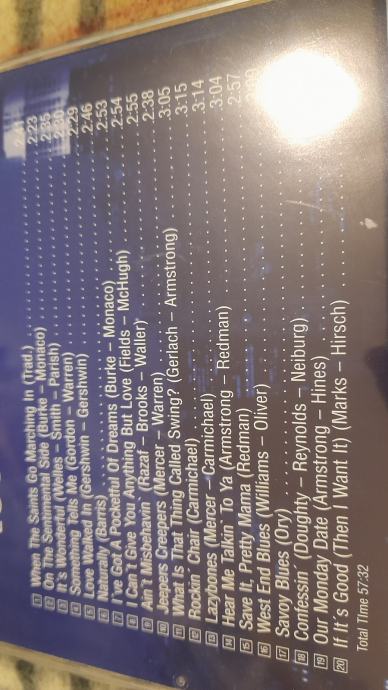 1 When The Saints Go Marching In (Trad.) 2:41
2 On The Sentimental Side (Burke – Monaco) 2:23
3 It´s Wonderful (Welles – Smith – Parish) 2:35
4 Something Tells Me (Gordon – Warren) 2:30
5 Love Walked In (Gershwin – Gershwin) 2:29
6 Naturally (Barris) 2:46
7 I´ve Got A Pocketful Of Dreams (Burke – Monaco) 2:53
8 I Can´t Give You Anything But Love (Fields – McHugh) 2:54
9 Ain´t Misbehavin´ (Razaf – Brooks – Waller) 2:55
10 Jeepers Creepers (Mercer – Warren) 2:38
11 What Is That Thing Called Swing? (Gerlach – Armstrong) 3:05
12 Rockin´ Chair (Carmichael) 3:15
13 Lazybones (Mercer – Carmichael) 3:14
14 Hear Me Talkin´ To Ya (Armstrong – Redman) 3:04
15 Save It, Pretty Mama (Redman) 2:57
16 West End Blues (Williams – Oliver)
17 Savoy Blues (Ory)
18 Confessin´ (Doughty – Reynolds – Neiburg)
19 Our Monday Date (Armstrong – Hines)
20 If It´s Good (Then I Want It) (Marks – Hirsch)
Total Time 57:32